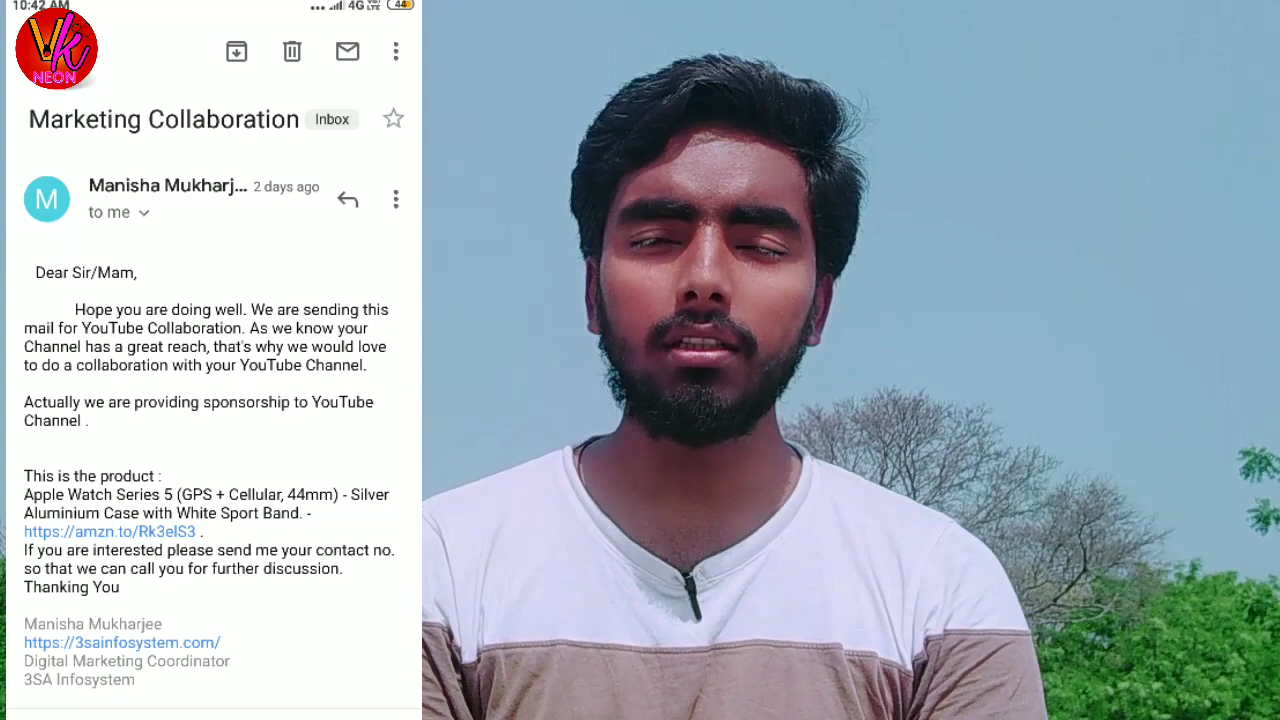 10:42 AM
4G
LTE
44
VK
NEON
Marketing Collaboration Inbox
M
Manisha Mukharj... 2 days ago
to me
Dear Sir/Mam,
Hope you are doing well. We are sending this
mail for YouTube Collaboration. As we know your
Channel has a great reach, that's why we would love
to do a collaboration with your YouTube Channel.
Actually we are providing sponsorship to YouTube
Channel .
This is the product :
Apple Watch Series 5 (GPS + Cellular, 44mm) - Silver
Aluminium Case with White Sport Band. -
https://amzn.to/Rk3elS3 .
If you are interested please send me your contact no.
so that we can call you for further discussion.
Thanking You
Manisha Mukharjee
https://3sainfosystem.com/
Digital Marketing Coordinator
3SA Infosystem